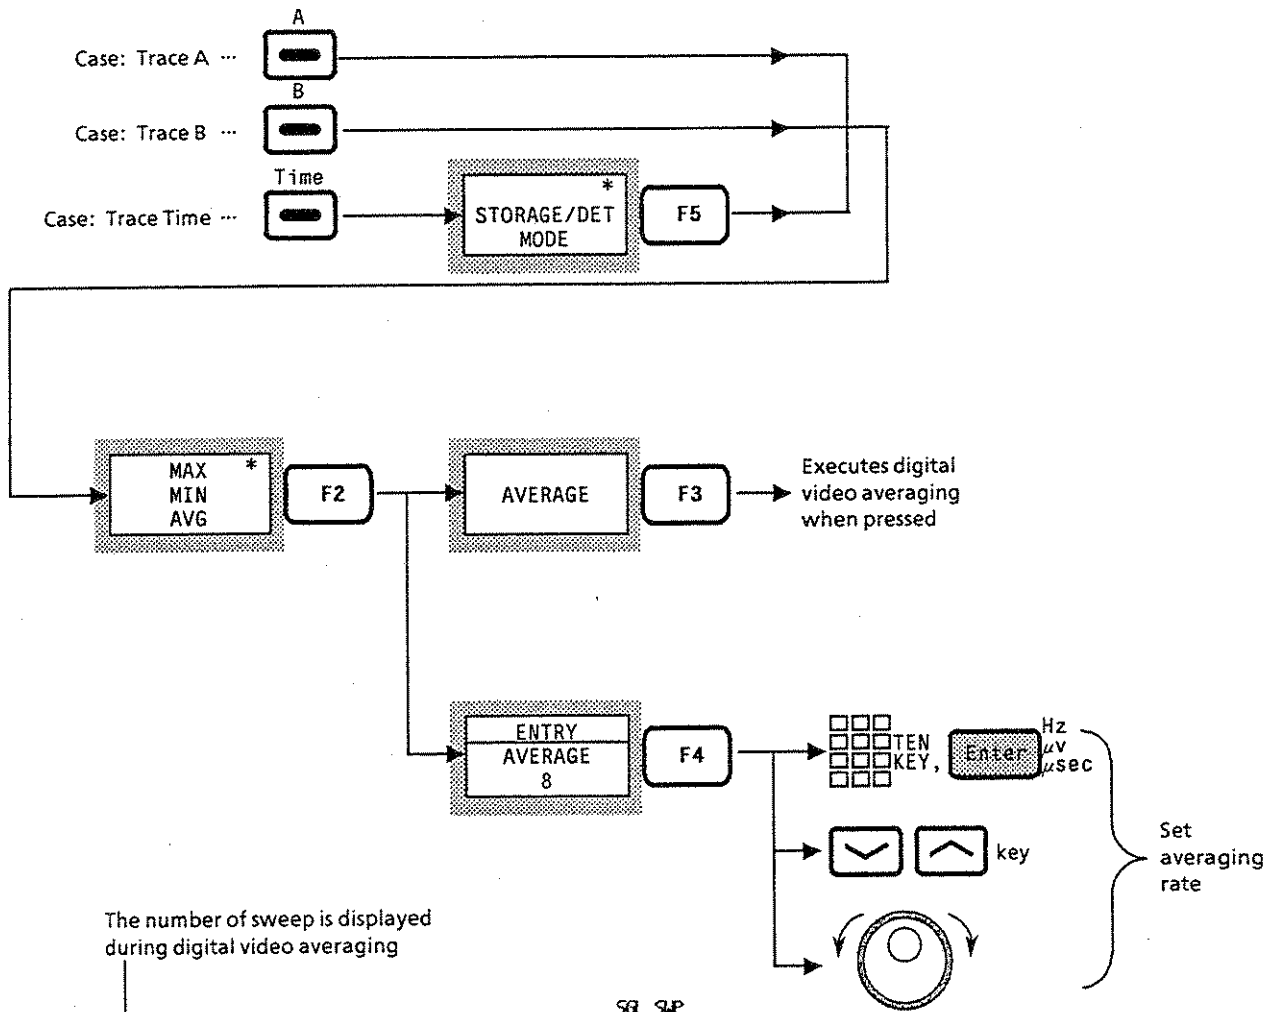 A
Case: Trace A ...
B
Case: Trace B ...
Time
Case: Trace Time ...
*
STORAGE/DET
MODE
F5
MAX *
MIN
AVG
F2
AVERAGE
F3
Executes digital
video averaging
when pressed
ENTRY
AVERAGE
8
F4
TEN
KEY,
Enter
Hz
μv
μsec
key
Set
averaging
rate
The number of sweep is displayed
during digital video averaging
SGL SWP